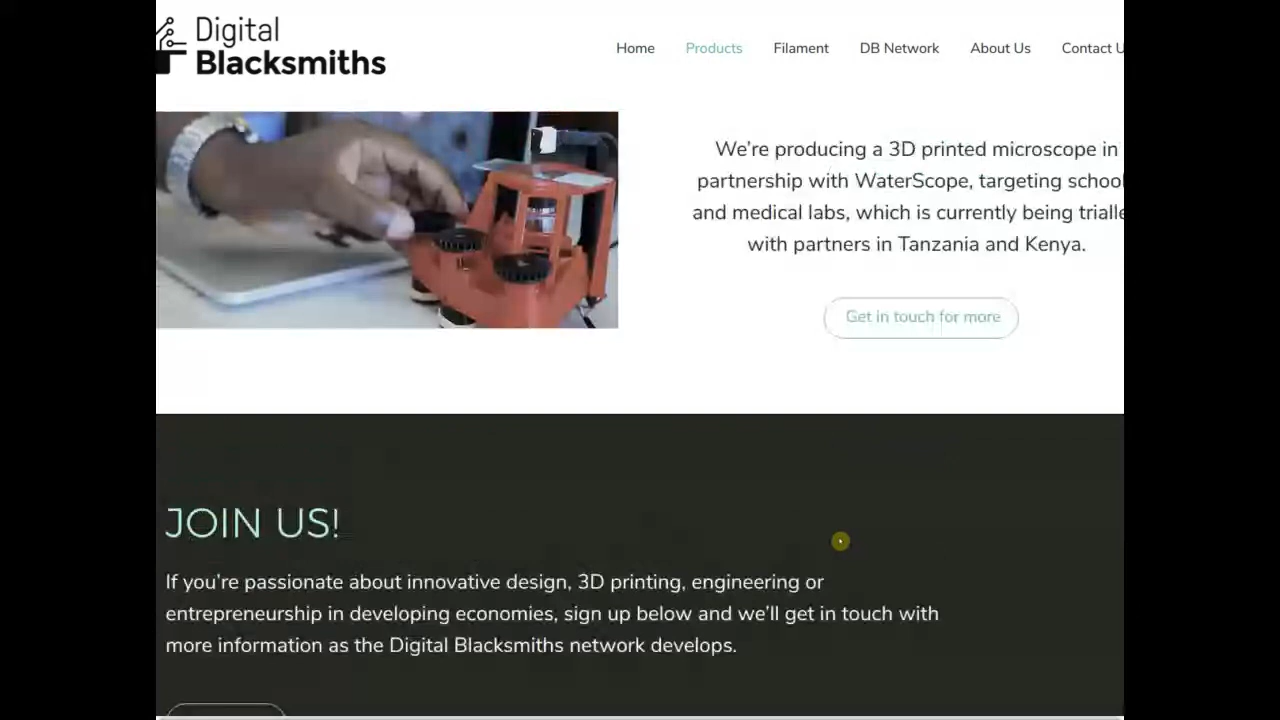 Digital
Blacksmiths
Home Products Filament DB Network About Us Contact U
We're producing a 3D printed microscope in
partnership with WaterScope, targeting school
and medical labs, which is currently being trialle
with partners in Tanzania and Kenya.
Get in touch for more
JOIN US!
If you're passionate about innovative design, 3D printing, engineering or
entrepreneurship in developing economies, sign up below and we'll get in touch with
more information as the Digital Blacksmiths network develops.